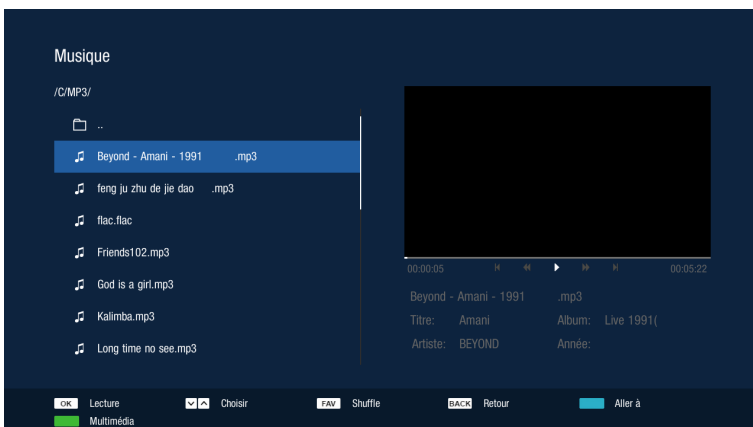 Musique
/C/MP3/
..
Beyond - Amani - 1991 .mp3
feng ju zhu de jie dao .mp3
flac.flac
Friends102.mp3
God is a girl.mp3
Kalimba.mp3
Long time no see.mp3
00:00:05 00:05:22
Beyond - Amani - 1991 .mp3
Titre: Amani Album: Live 1991(
Artiste: BEYOND Année:
OK Lecture Choisir FAV Shuffle BACK Retour Aller à
Multimédia